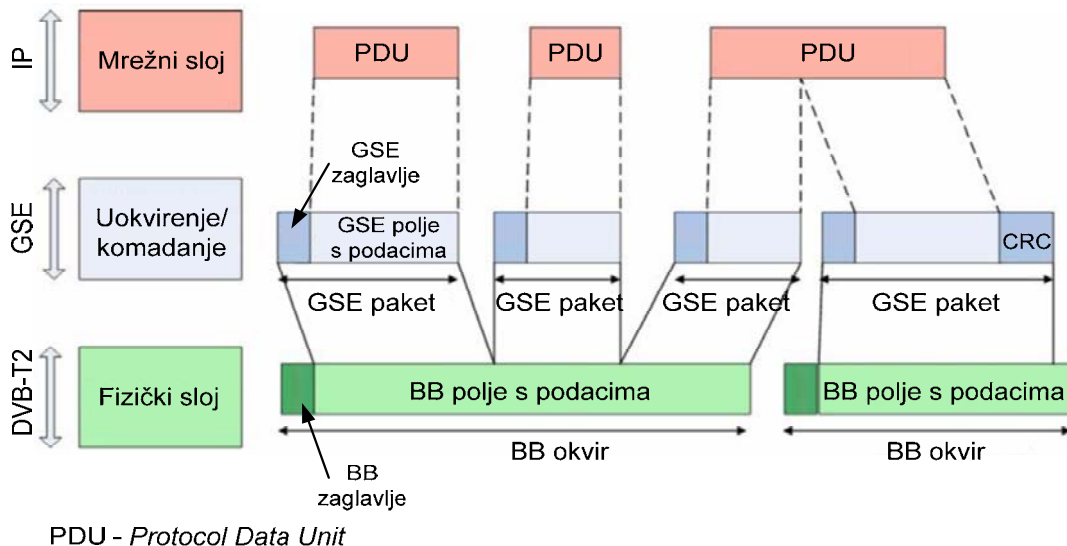 IP
Mrežni sloj
PDU
PDU
PDU
GSE
zaglavlje
GSE
Uokvirenje/
komadanje
GSE polje
s podacima
CRC
GSE paket
GSE paket
GSE paket
GSE paket
DVB-T2
Fizički sloj
BB polje s podacima
BB polje s podacima
BB okvir
BB okvir
BB
zaglavlje
PDU - Protocol Data Unit